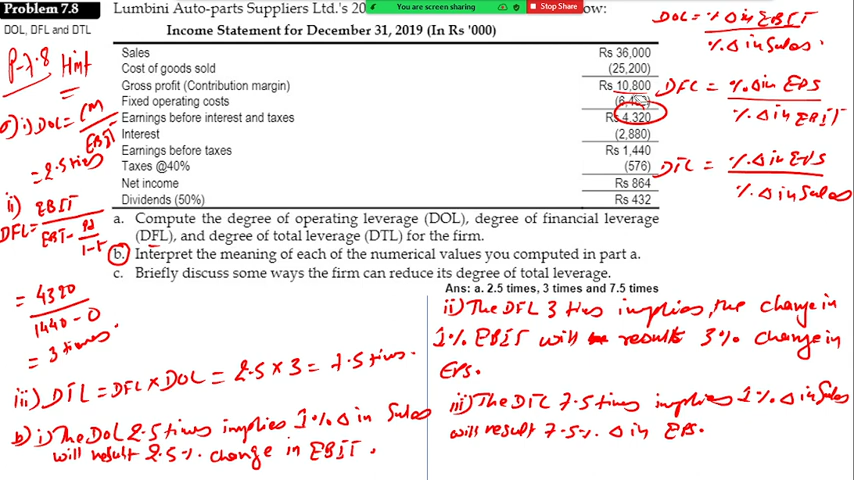 Problem 7.8
DOL, DFL and DTL
Lumbini Auto-parts Suppliers Ltd.'s 20
You are screen sharing
Stop Share
ow:
Income Statement for December 31, 2019 (In Rs '000)
Sales Rs 36,000
Cost of goods sold (25,200)
Gross profit (Contribution margin) Rs 10,800
Fixed operating costs
Earnings before interest and taxes Rs 4,320
Interest (2,880)
Earnings before taxes Rs 1,440
Taxes @40% (576)
Net income Rs 864
Dividends (50%) Rs 432
a. Compute the degree of operating leverage (DOL), degree of financial leverage
(DFL), and degree of total leverage (DTL) for the firm.
b. Interpret the meaning of each of the numerical values you computed in part a.
c. Briefly discuss some ways the firm can reduce its degree of total leverage.
Ans: a. 2.5 times, 3 times and 7.5 times
P-7.8 Hint
a) i) DOL = CM / EBIT
= 2.5 times
ii) DFL = EBIT / EBT - Pd / 1-t
= 4320 / 1440 - 0
= 3 times.
iii) DTL = DFL × DOL = 2.5 × 3 = 7.5 times.
b) i) The DOL 2.5 times implies 1% Δ in Sales
will result 2.5%. change in EBIT.
DOL = % Δ in EBIT / % Δ in Sales.
DFL = % Δ in EPS / % Δ in EBIT
DTL = % Δ in EPS / % Δ in Sales
ii) The DFL 3 times implies, the change in
1% EBIT will result 3% change in
EPS.
iii) The DTL 7.5 times implies 1% Δ in Sales
will result 7.5%. Δ in EPS.